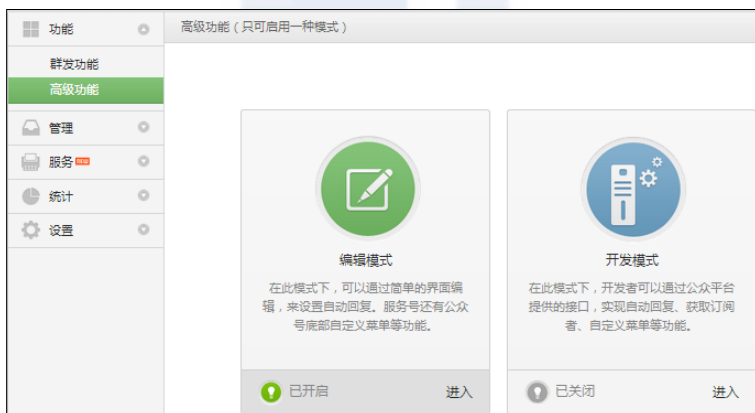 功能
高级功能（只可启用一种模式）
群发功能
高级功能
管理
服务
统计
设置
编辑模式
在此模式下，可以通过简单的界面编
辑，来设置自动回复。服务号还有公众
号底部自定义菜单等功能。
已开启
进入
开发模式
在此模式下，开发者可以通过公众平台
提供的接口，实现自动回复、获取订阅
者、自定义菜单等功能。
已关闭
进入